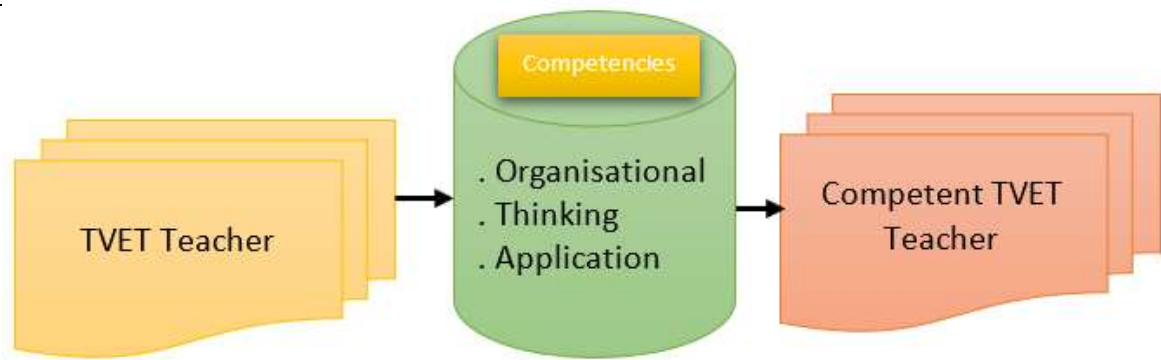 Competencies
TVET Teacher
. Organisational
. Thinking
. Application
Competent TVET
Teacher